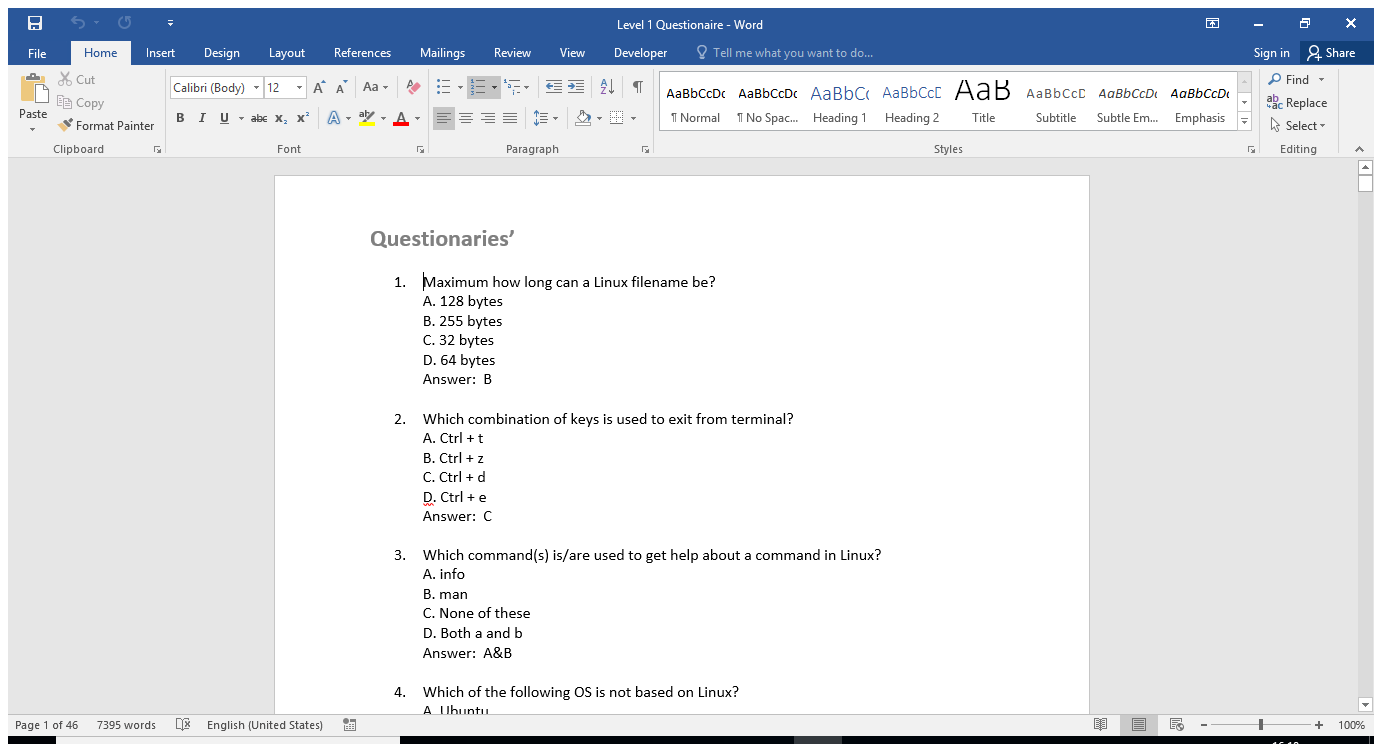 Level 1 Questionaire - Word
File Home Insert Design Layout References Mailings Review View Developer Tell me what you want to do... Sign in Share
Paste
Cut
Copy
Format Painter
Clipboard
Calibri (Body) 12
Aa
B I U abc x₂ x²
A A
Font
Paragraph
AaBbCcDc AaBbCcDc AaBbC( AaBbCcD AaB AaBbCcD AaBbCcDc AaBbCcDc
¶ Normal ¶ No Spac... Heading 1 Heading 2 Title Subtitle Subtle Em... Emphasis
Styles
Find
Replace
Select
Editing
Questionaries’
1. Maximum how long can a Linux filename be?
A. 128 bytes
B. 255 bytes
C. 32 bytes
D. 64 bytes
Answer: B
2. Which combination of keys is used to exit from terminal?
A. Ctrl + t
B. Ctrl + z
C. Ctrl + d
D. Ctrl + e
Answer: C
3. Which command(s) is/are used to get help about a command in Linux?
A. info
B. man
C. None of these
D. Both a and b
Answer: A&B
4. Which of the following OS is not based on Linux?
A. Ubuntu
Page 1 of 46 7395 words English (United States) 100%